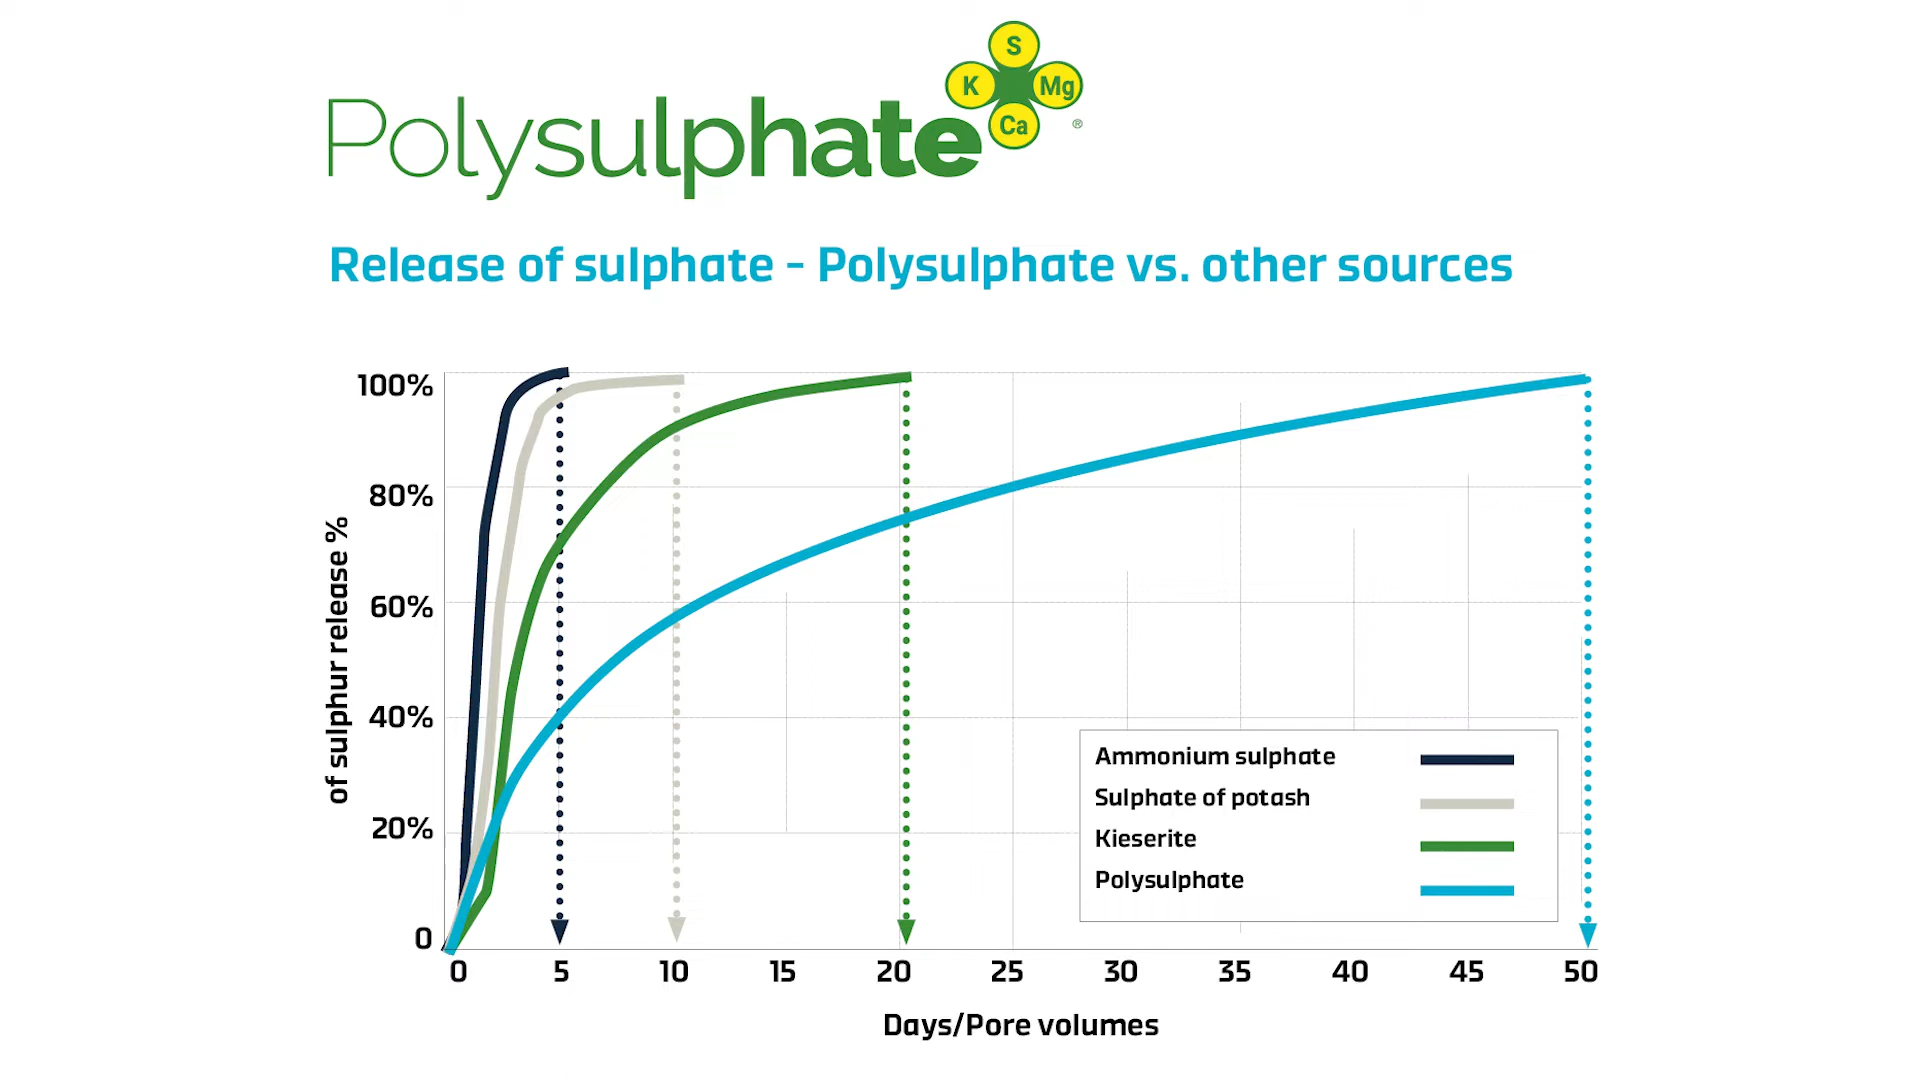 S
K Mg
Polysulphate Ca ®
Release of sulphate - Polysulphate vs. other sources
of sulphur release %
100%
80%
60%
40%
20%
0
0 5 10 15 20 25 30 35 40 45 50
Days/Pore volumes
Ammonium sulphate
Sulphate of potash
Kieserite
Polysulphate